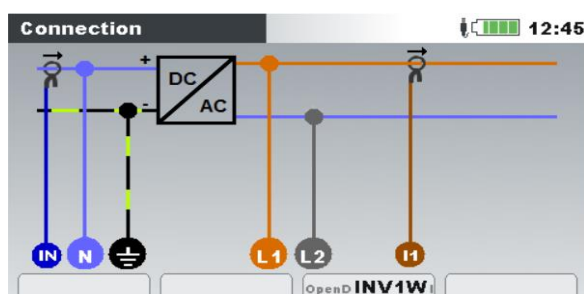 Connection 12:45
+
DC
-
AC
IN N L1 L2 I1
OpenD INV1W